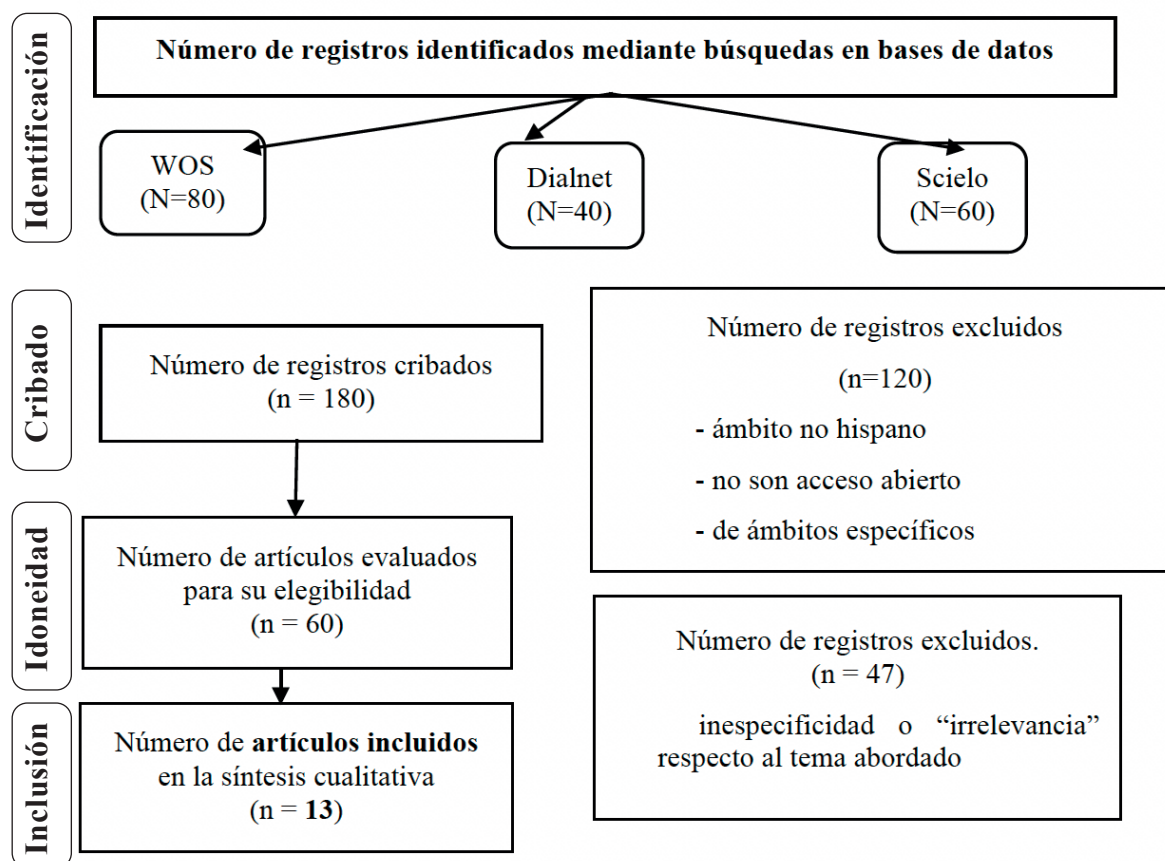 Identificación
Número de registros identificados mediante búsquedas en bases de datos
WOS
(N=80)
Dialnet
(N=40)
Scielo
(N=60)
Cribado
Número de registros cribados
(n = 180)
Número de registros excluidos
(n=120)
- ámbito no hispano
- no son acceso abierto
- de ámbitos específicos
Idoneidad
Número de artículos evaluados
para su elegibilidad
(n = 60)
Número de registros excluidos.
(n = 47)
inespecificidad o “irrelevancia”
respecto al tema abordado
Inclusión
Número de artículos incluidos
en la síntesis cualitativa
(n = 13)